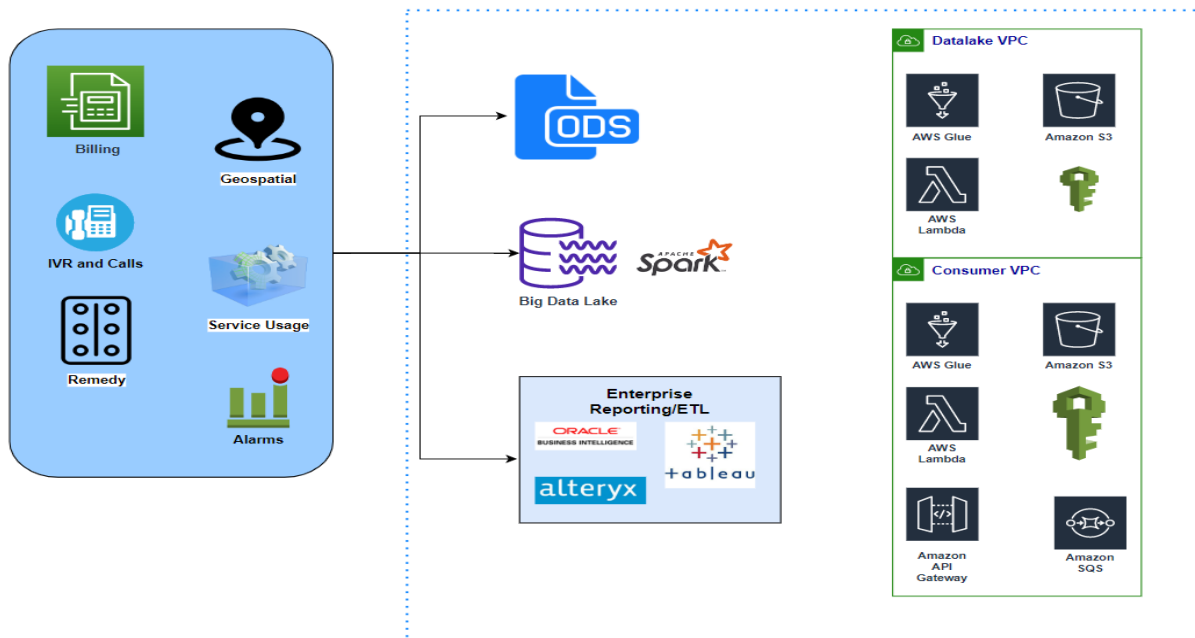 Billing
Geospatial
IVR and Calls
Service Usage
Remedy
Alarms
ODS
Big Data Lake
APACHE
Spark
Enterprise
Reporting/ETL
ORACLE
BUSINESS INTELLIGENCE
+ableau
alteryx
Datalake VPC
AWS Glue
Amazon S3
AWS
Lambda
Consumer VPC
AWS Glue
Amazon S3
AWS
Lambda
Amazon
API
Gateway
Amazon
SQS